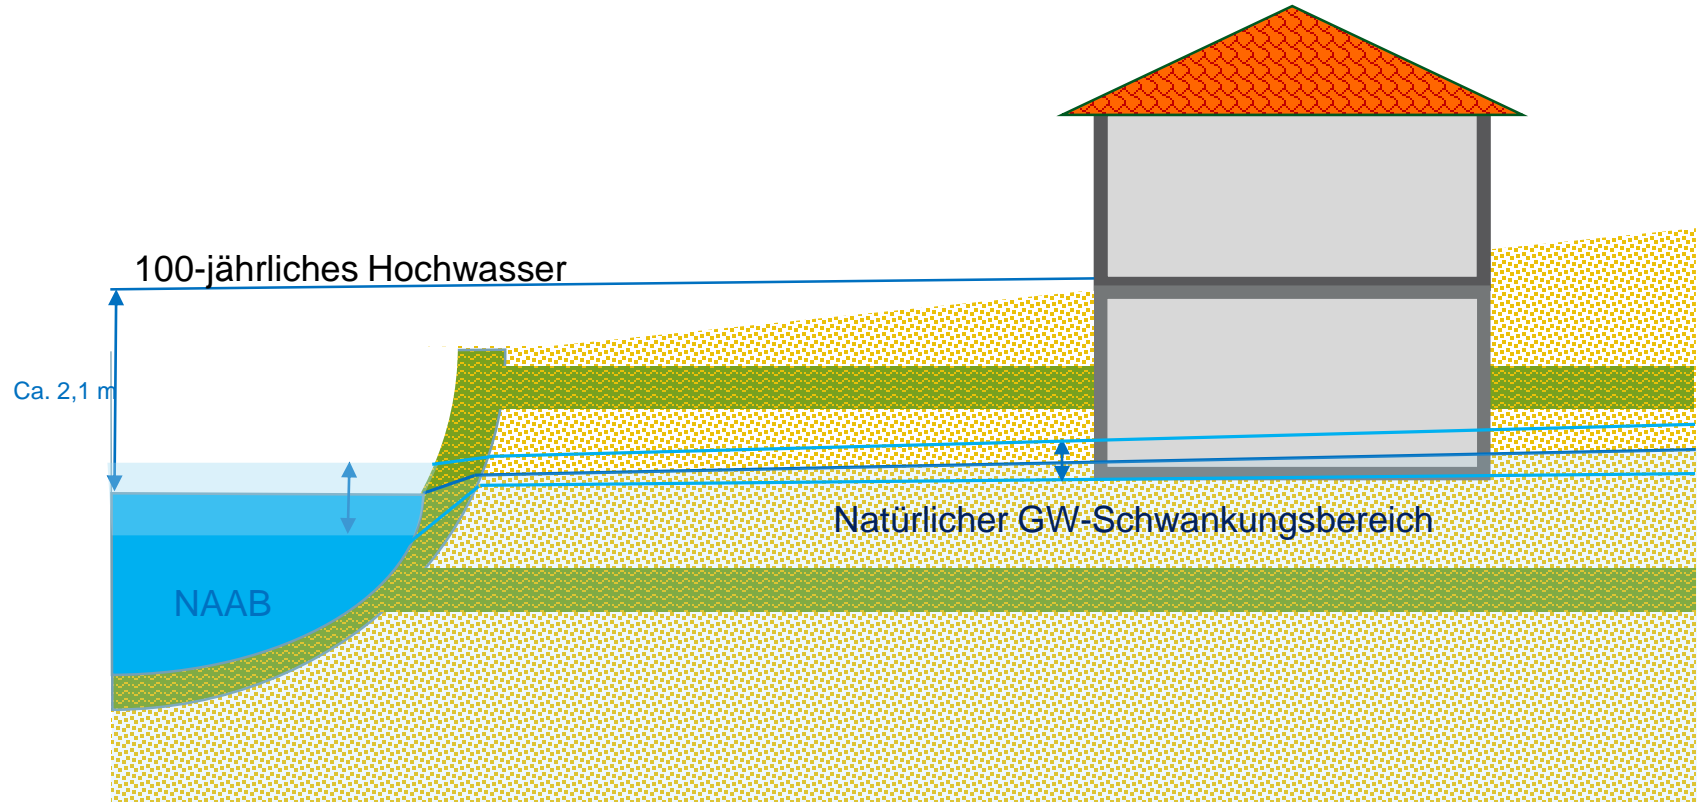 100-jährliches Hochwasser
Ca. 2,1 m
Natürlicher GW-Schwankungsbereich
NAAB